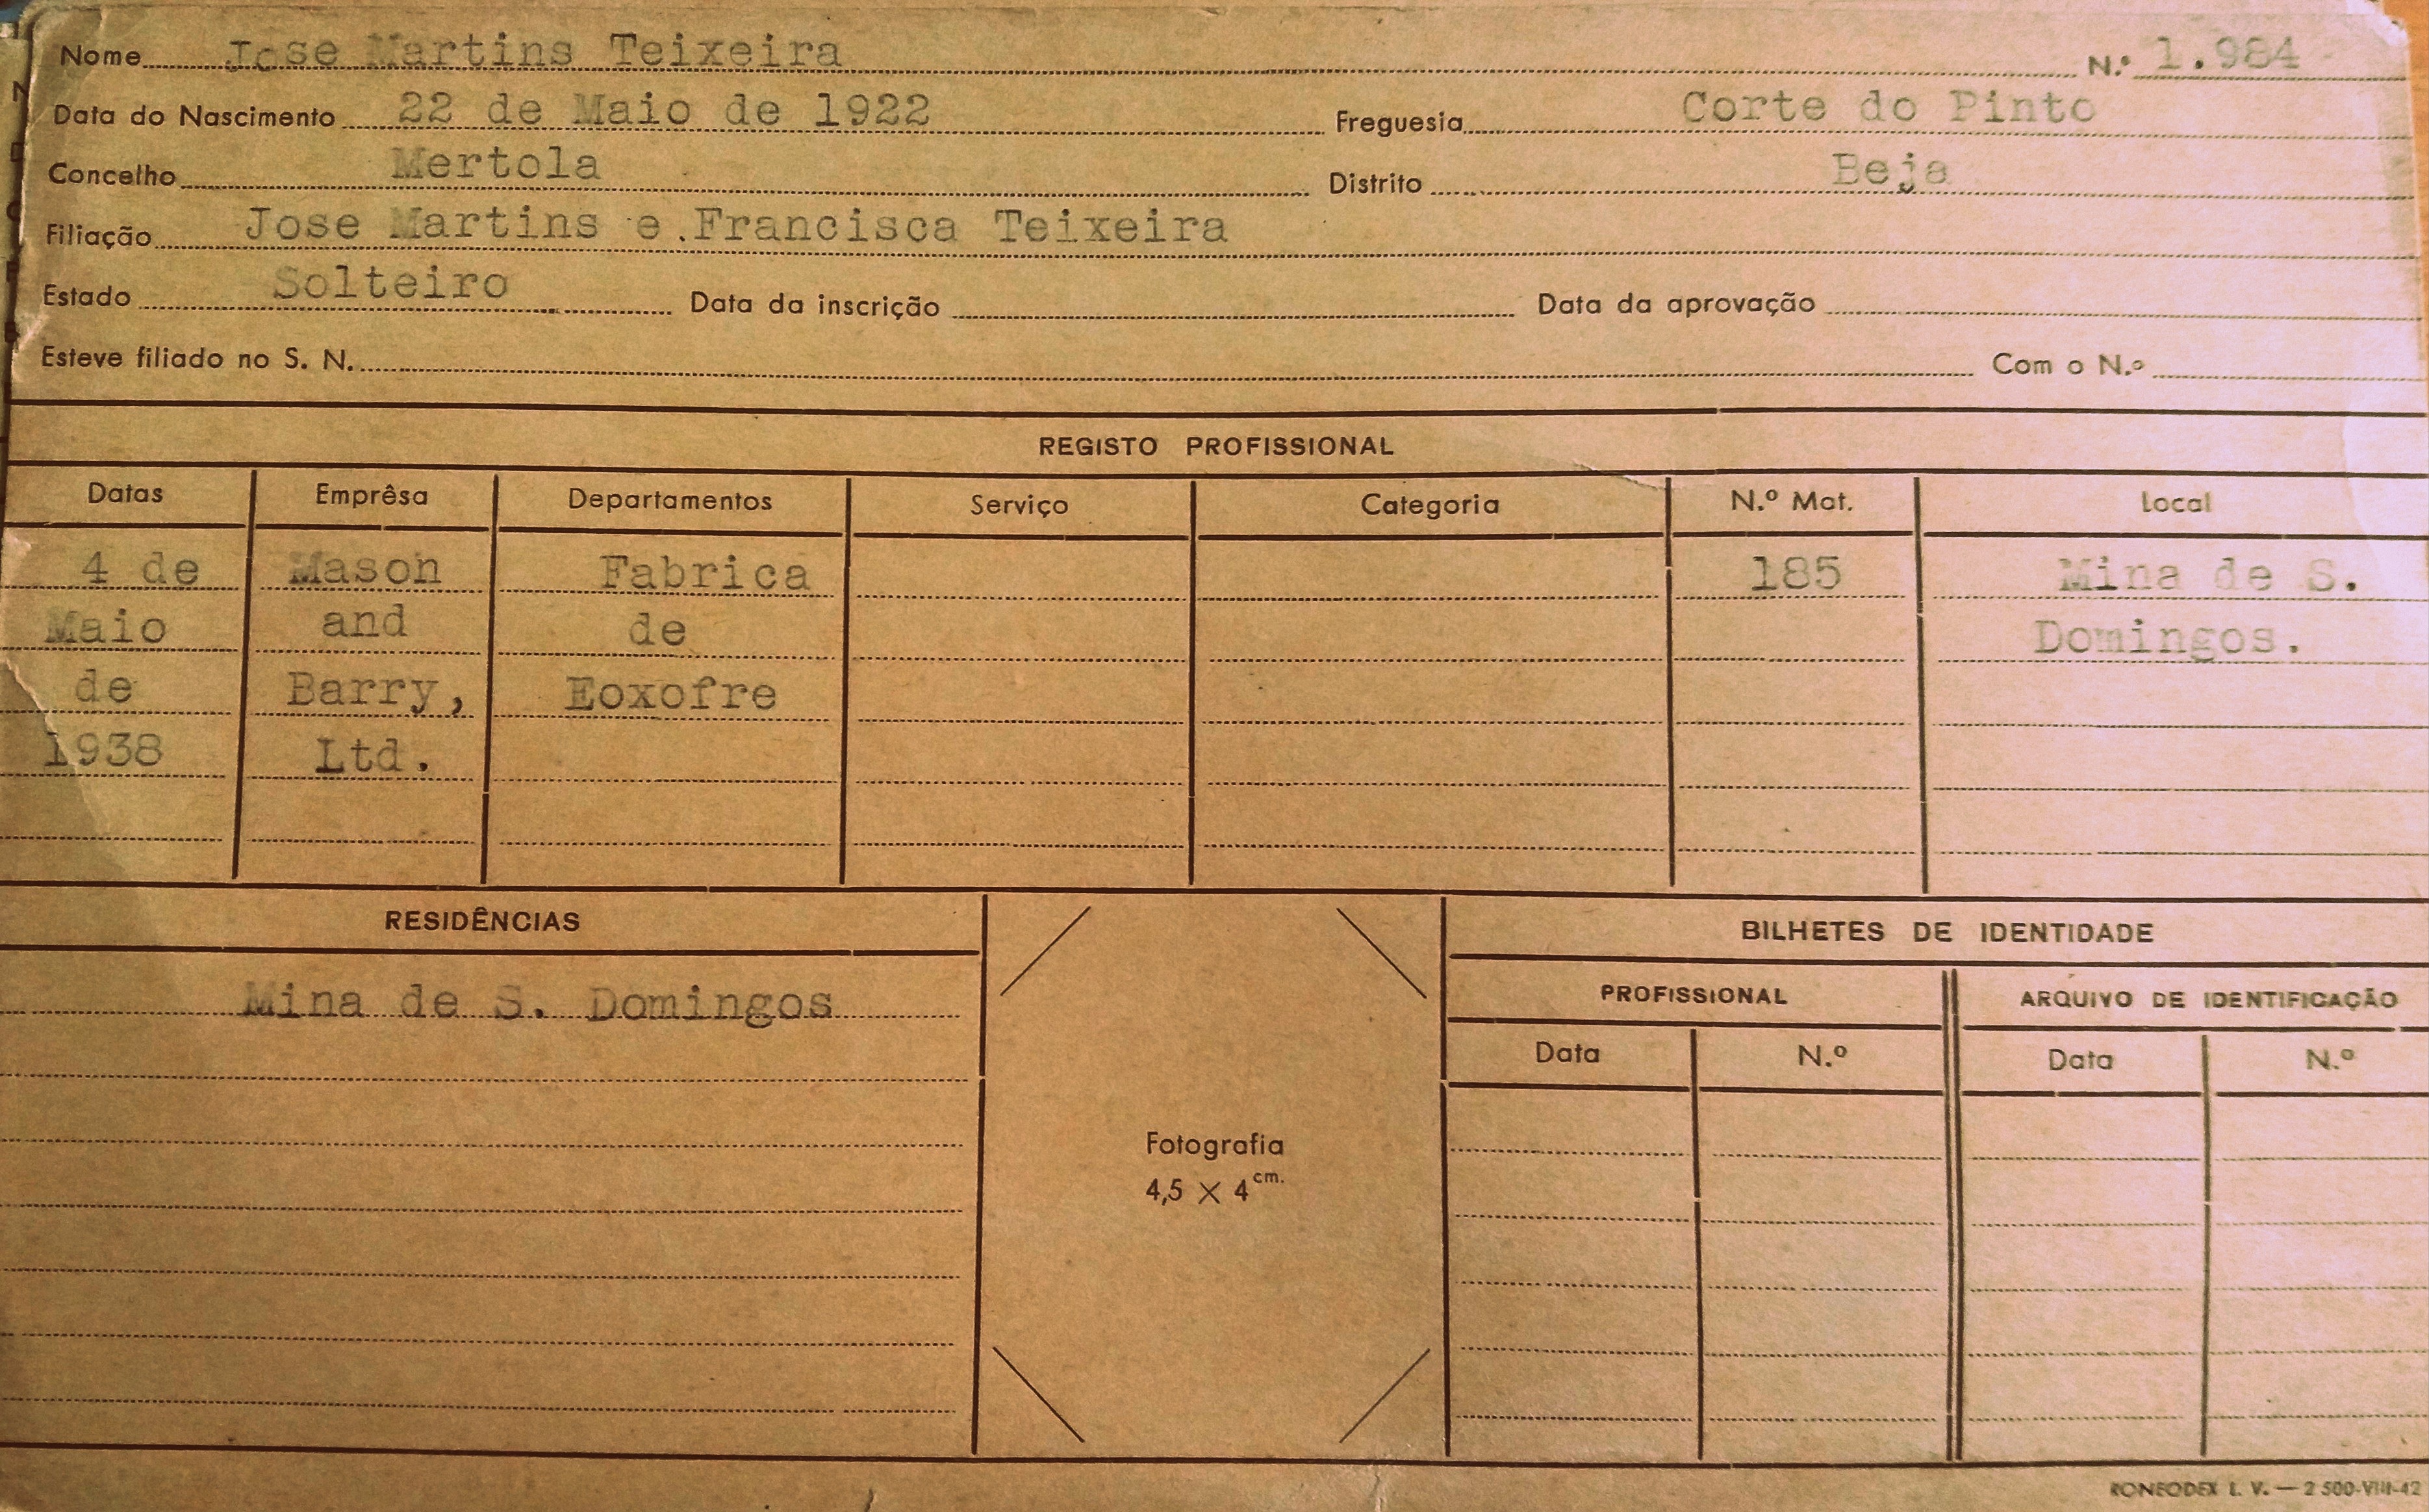 Nome Jose Martins Teixeira N.º 1.984
Data do Nascimento 22 de Maio de 1922 Freguesia Corte do Pinto
Concelho Mertola Distrito Beja
Filiação Jose Martins e Francisca Teixeira
Estado Solteiro Data da inscrição Data da aprovação
Esteve filiado no S. N. Com o N.º
REGISTO PROFISSIONAL
Datas Emprêsa Departamentos Serviço Categoria N.º Mat. Local
4 de Mason Fabrica 185 Mina de S.
Maio and de Domingos.
de Barry, Eoxofre
1938 Ltd.
RESIDÊNCIAS
Mina de S. Domingos
Fotografia
4,5 × 4 cm.
BILHETES DE IDENTIDADE
PROFISSIONAL ARQUIVO DE IDENTIFICAÇÃO
Data N.º Data N.º
RONEODEX L. V. — 2 500-VIII-42